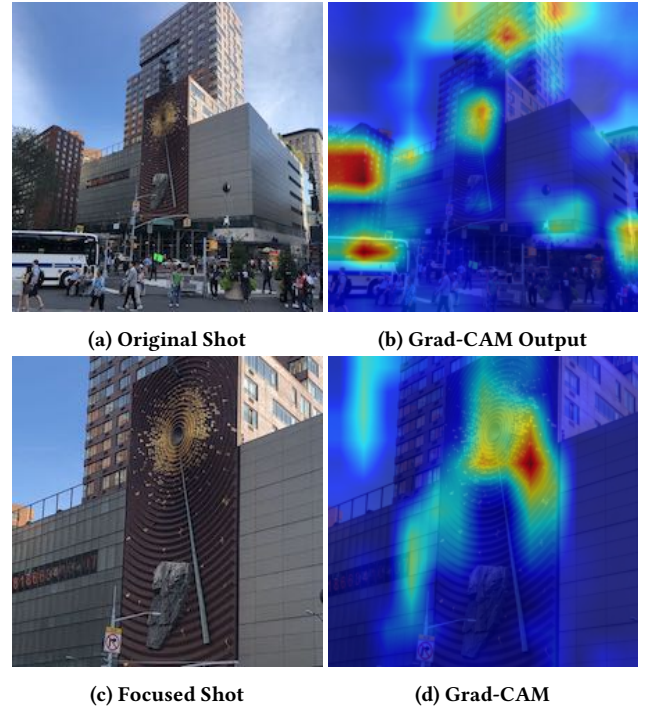 (a) Original Shot
(b) Grad-CAM Output
(c) Focused Shot
(d) Grad-CAM